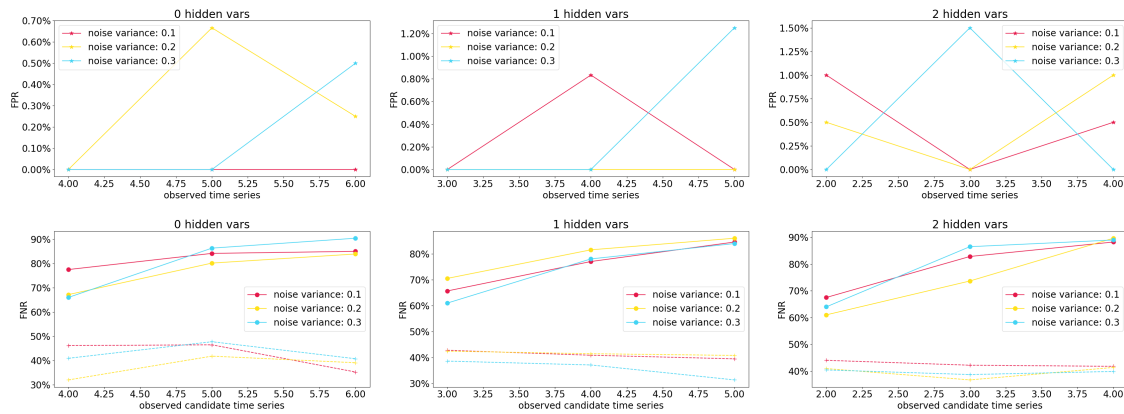 0 hidden vars
FPR
0.70%
0.60%
0.50%
0.40%
0.30%
0.20%
0.10%
0.00%
noise variance: 0.1
noise variance: 0.2
noise variance: 0.3
4.00 4.25 4.50 4.75 5.00 5.25 5.50 5.75 6.00
observed time series
1 hidden vars
FPR
1.20%
1.00%
0.80%
0.60%
0.40%
0.20%
0.00%
noise variance: 0.1
noise variance: 0.2
noise variance: 0.3
3.00 3.25 3.50 3.75 4.00 4.25 4.50 4.75 5.00
observed time series
2 hidden vars
FPR
1.50%
1.25%
1.00%
0.75%
0.50%
0.25%
0.00%
noise variance: 0.1
noise variance: 0.2
noise variance: 0.3
2.00 2.25 2.50 2.75 3.00 3.25 3.50 3.75 4.00
observed time series
0 hidden vars
FNR
90%
80%
70%
60%
50%
40%
30%
noise variance: 0.1
noise variance: 0.2
noise variance: 0.3
4.00 4.25 4.50 4.75 5.00 5.25 5.50 5.75 6.00
observed candidate time series
1 hidden vars
FNR
80%
70%
60%
50%
40%
30%
noise variance: 0.1
noise variance: 0.2
noise variance: 0.3
3.00 3.25 3.50 3.75 4.00 4.25 4.50 4.75 5.00
observed candidate time series
2 hidden vars
FNR
90%
80%
70%
60%
50%
40%
noise variance: 0.1
noise variance: 0.2
noise variance: 0.3
2.00 2.25 2.50 2.75 3.00 3.25 3.50 3.75 4.00
observed candidate time series